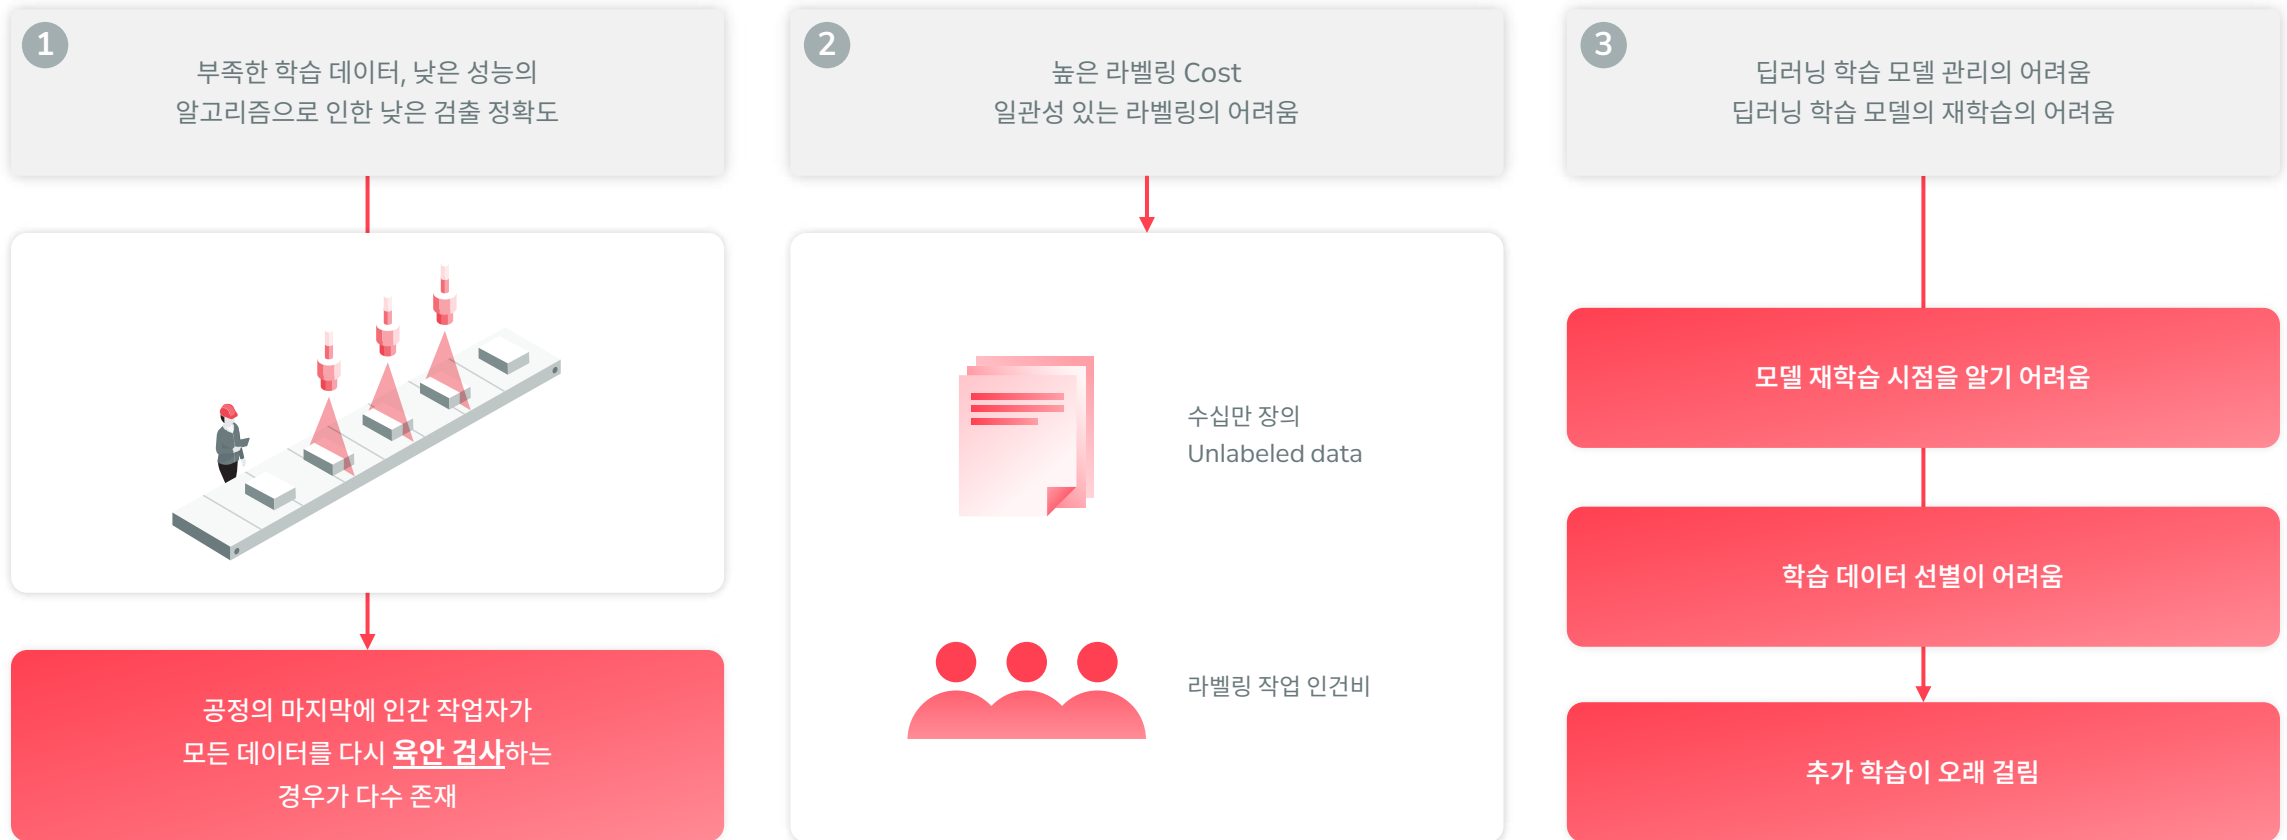 1
부족한 학습 데이터, 낮은 성능의
알고리즘으로 인한 낮은 검출 정확도
공정의 마지막에 인간 작업자가
모든 데이터를 다시 육안 검사하는
경우가 다수 존재
2
높은 라벨링 Cost
일관성 있는 라벨링의 어려움
수십만 장의
Unlabeled data
라벨링 작업 인건비
3
딥러닝 학습 모델 관리의 어려움
딥러닝 학습 모델의 재학습의 어려움
모델 재학습 시점을 알기 어려움
학습 데이터 선별이 어려움
추가 학습이 오래 걸림